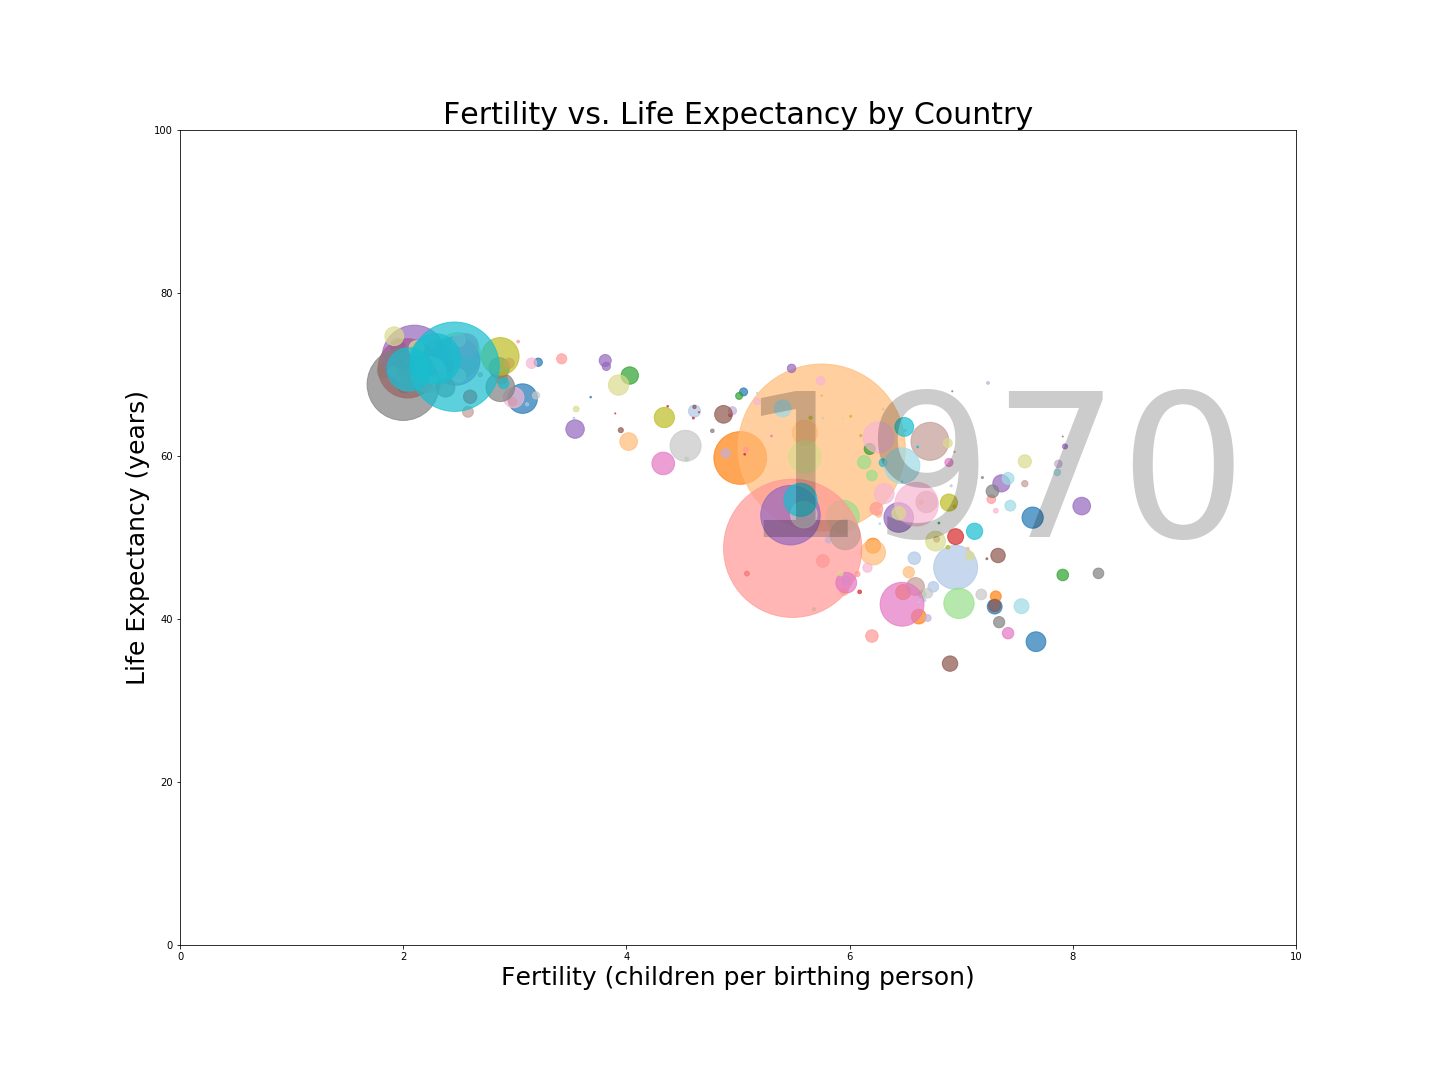 Fertility vs. Life Expectancy by Country
100
80
60
40
20
0
Life Expectancy (years)
1970
0 2 4 6 8 10
Fertility (children per birthing person)